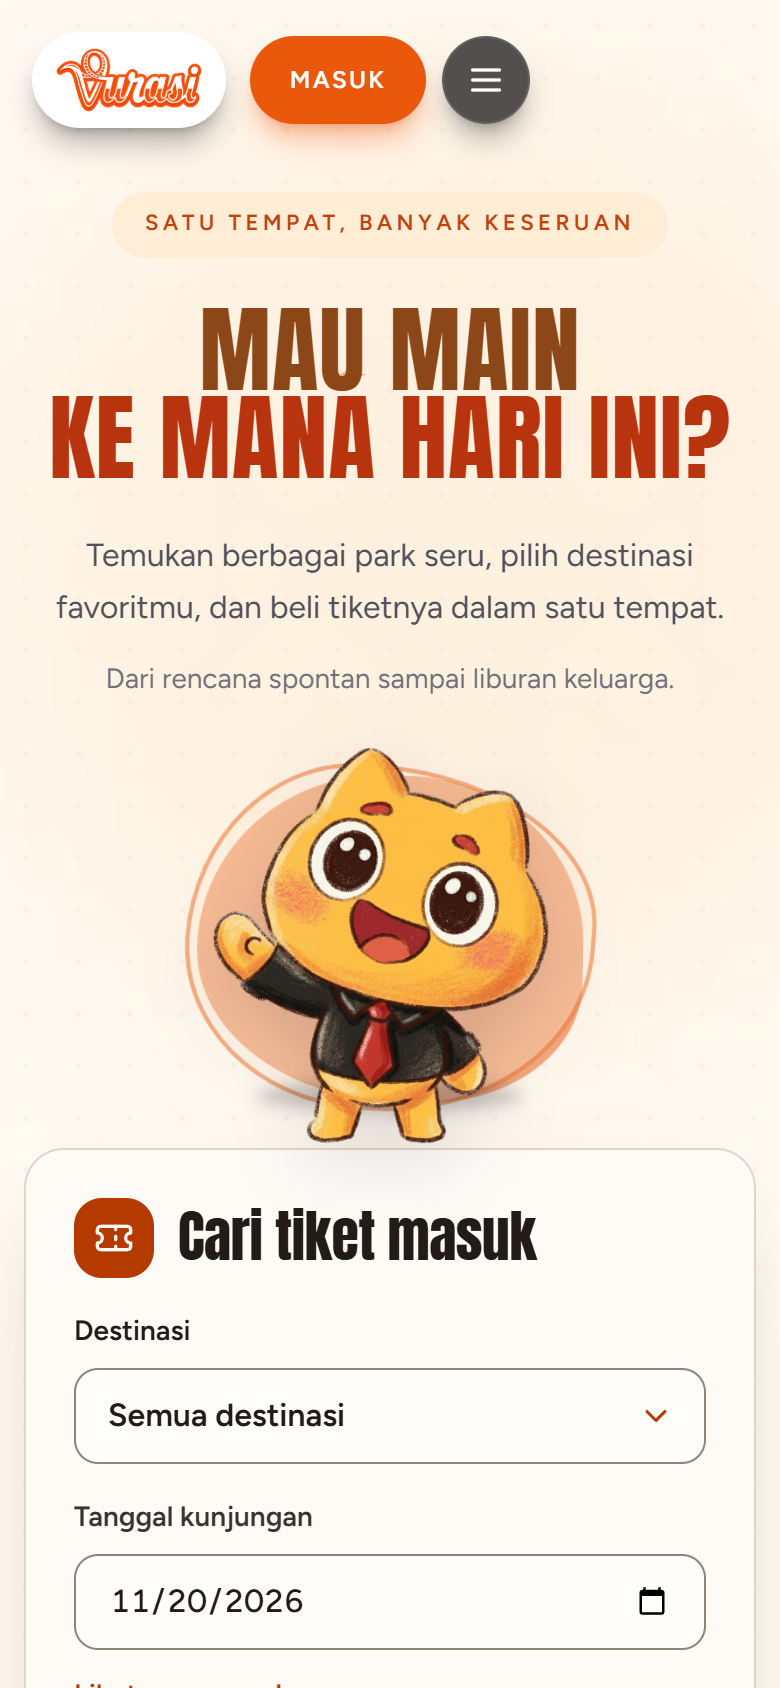 Vurasi
MASUK
SATU TEMPAT, BANYAK KESERUAN
MAU MAIN
KE MANA HARI INI?
Temukan berbagai park seru, pilih destinasi
favoritmu, dan beli tiketnya dalam satu tempat.
Dari rencana spontan sampai liburan keluarga.
Cari tiket masuk
Destinasi
Semua destinasi
Tanggal kunjungan
11/20/2026